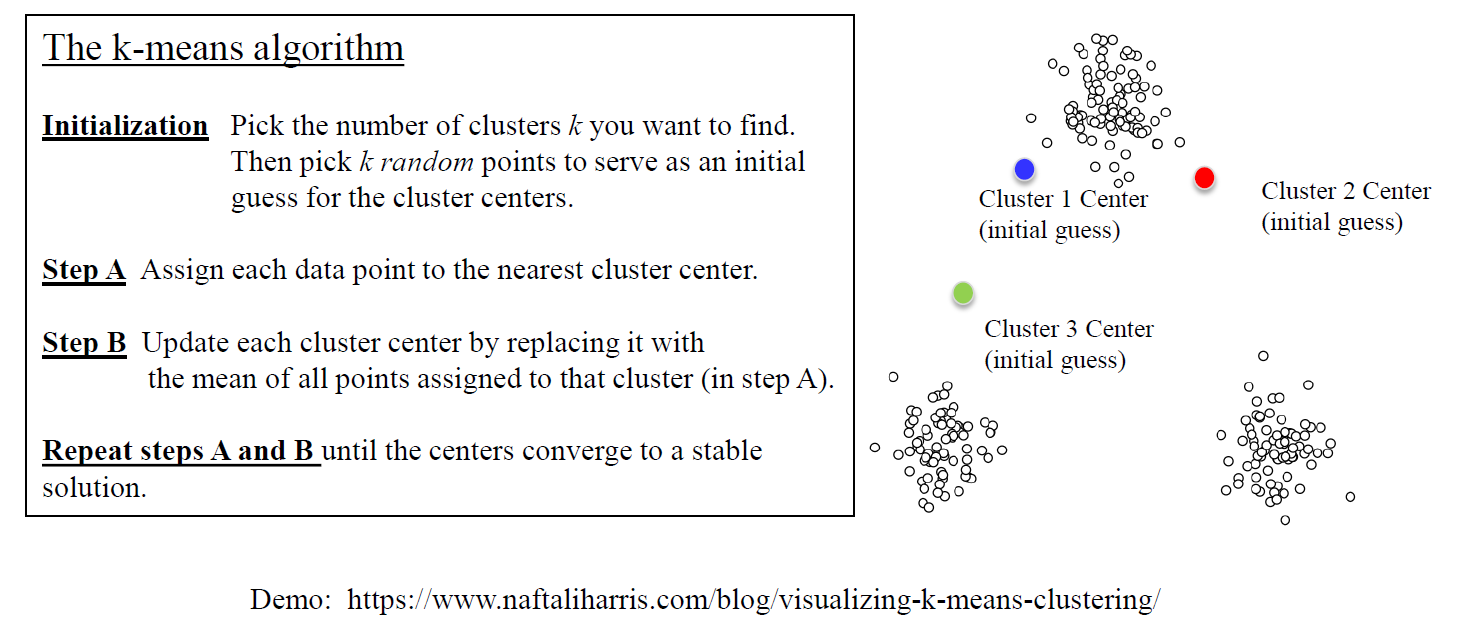 The k-means algorithm
Initialization Pick the number of clusters k you want to find.
Then pick k random points to serve as an initial
guess for the cluster centers.
Step A Assign each data point to the nearest cluster center.
Step B Update each cluster center by replacing it with
the mean of all points assigned to that cluster (in step A).
Repeat steps A and B until the centers converge to a stable
solution.
Cluster 1 Center
(initial guess)
Cluster 2 Center
(initial guess)
Cluster 3 Center
(initial guess)
Demo: https://www.naftaliharris.com/blog/visualizing-k-means-clustering/